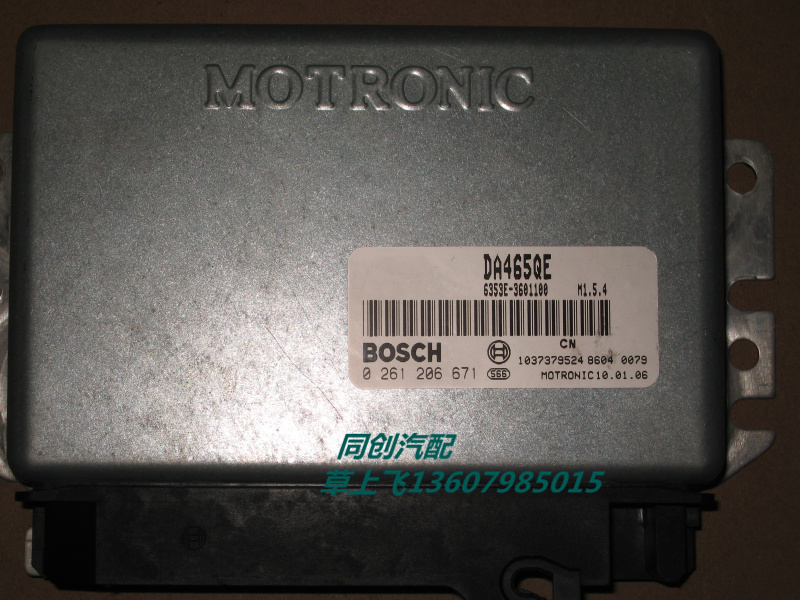 MOTRONIC
DA465QE
6353E-3601100 M1.5.4
CN
BOSCH 1037379524 8604 0079
0 261 206 671 S66 MOTRONIC10.01.06
同创汽配
草上飞13607985015